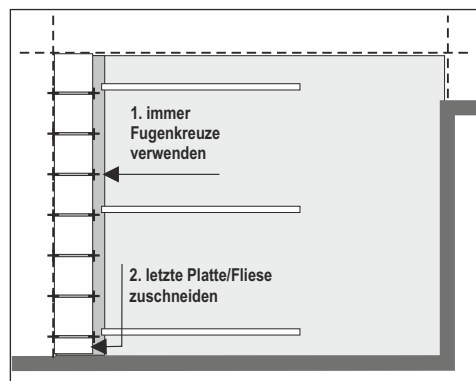 1. immer
Fugenkreuze
verwenden
2. letzte Platte/Fliese
zuschneiden